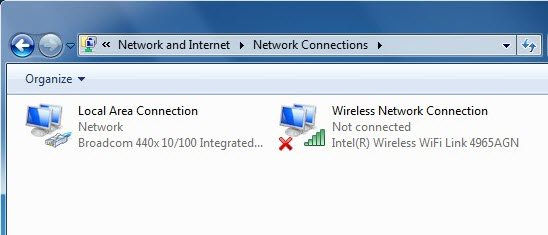 « Network and Internet ▸ Network Connections ▸
Organize ▾
Local Area Connection
Network
Broadcom 440x 10/100 Integrated...
Wireless Network Connection
Not connected
Intel(R) Wireless WiFi Link 4965AGN